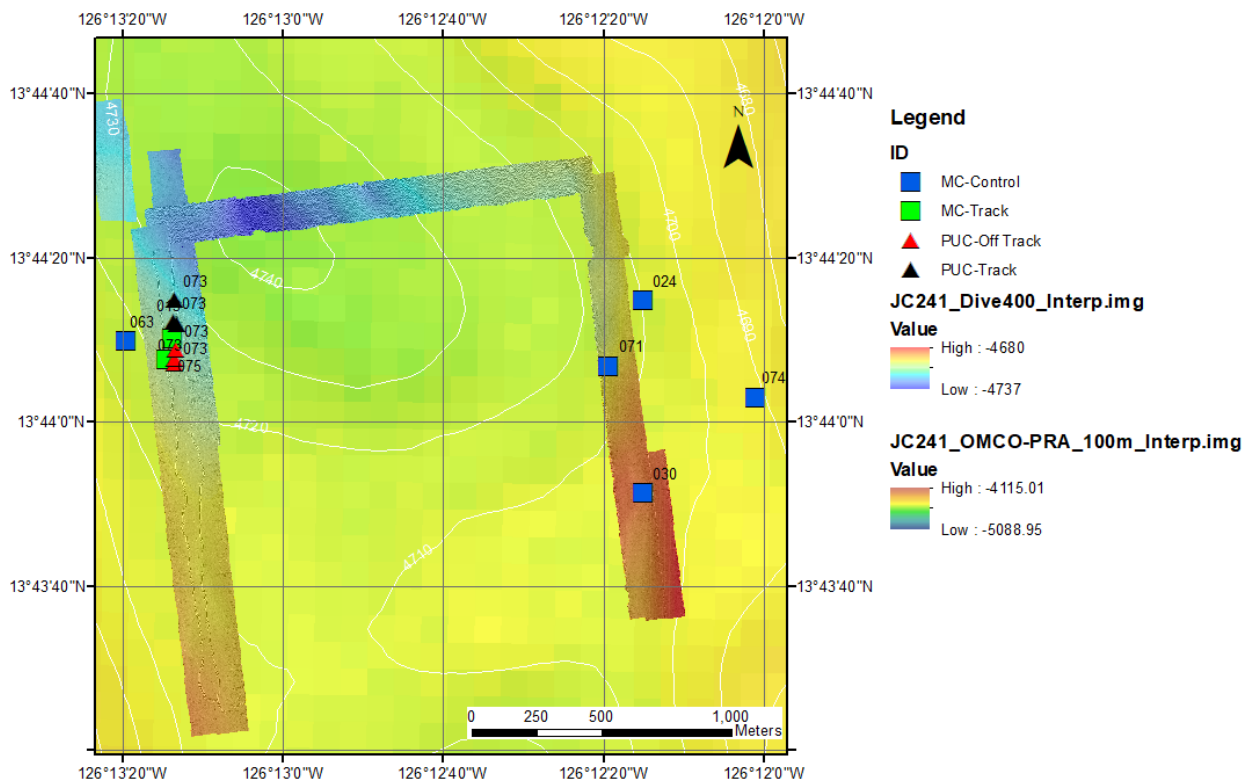 126°13'20"W 126°13'0"W 126°12'40"W 126°12'20"W 126°12'0"W
13°44'40"N 13°44'40"N
4730
4680
N
4700
13°44'20"N 13°44'20"N
4740
073
024
073
063
073
071
4690
073
075
074
13°44'0"N 13°44'0"N
4720
030
4710
13°43'40"N 13°43'40"N
0 250 500 1,000
Meters
126°13'20"W 126°13'0"W 126°12'40"W 126°12'20"W 126°12'0"W
Legend
ID
MC-Control
MC-Track
PUC-Off Track
PUC-Track
JC241_Dive400_Interp.img
Value
High : -4680
Low : -4737
JC241_OMCO-PRA_100m_Interp.img
Value
High : -4115.01
Low : -5088.95